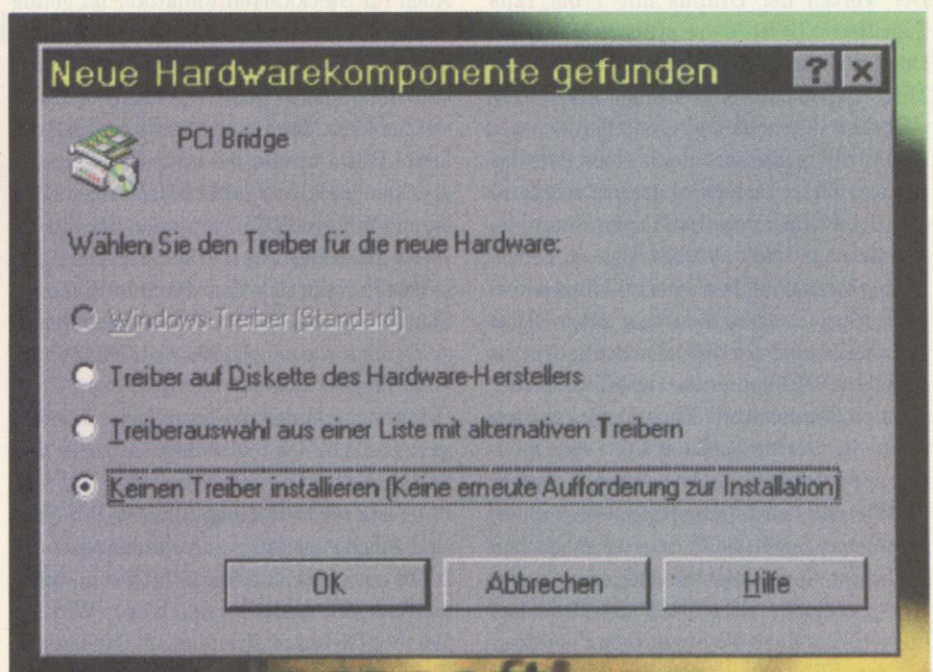 Neue Hardwarekomponente gefunden
PCI Bridge
Wählen Sie den Treiber für die neue Hardware:
Windows-Treiber (Standard)
Treiber auf Diskette des Hardware-Herstellers
Treiberauswahl aus einer Liste mit alternativen Treibern
Keinen Treiber installieren (Keine erneute Aufforderung zur Installation)
OK
Abbrechen
Hilfe